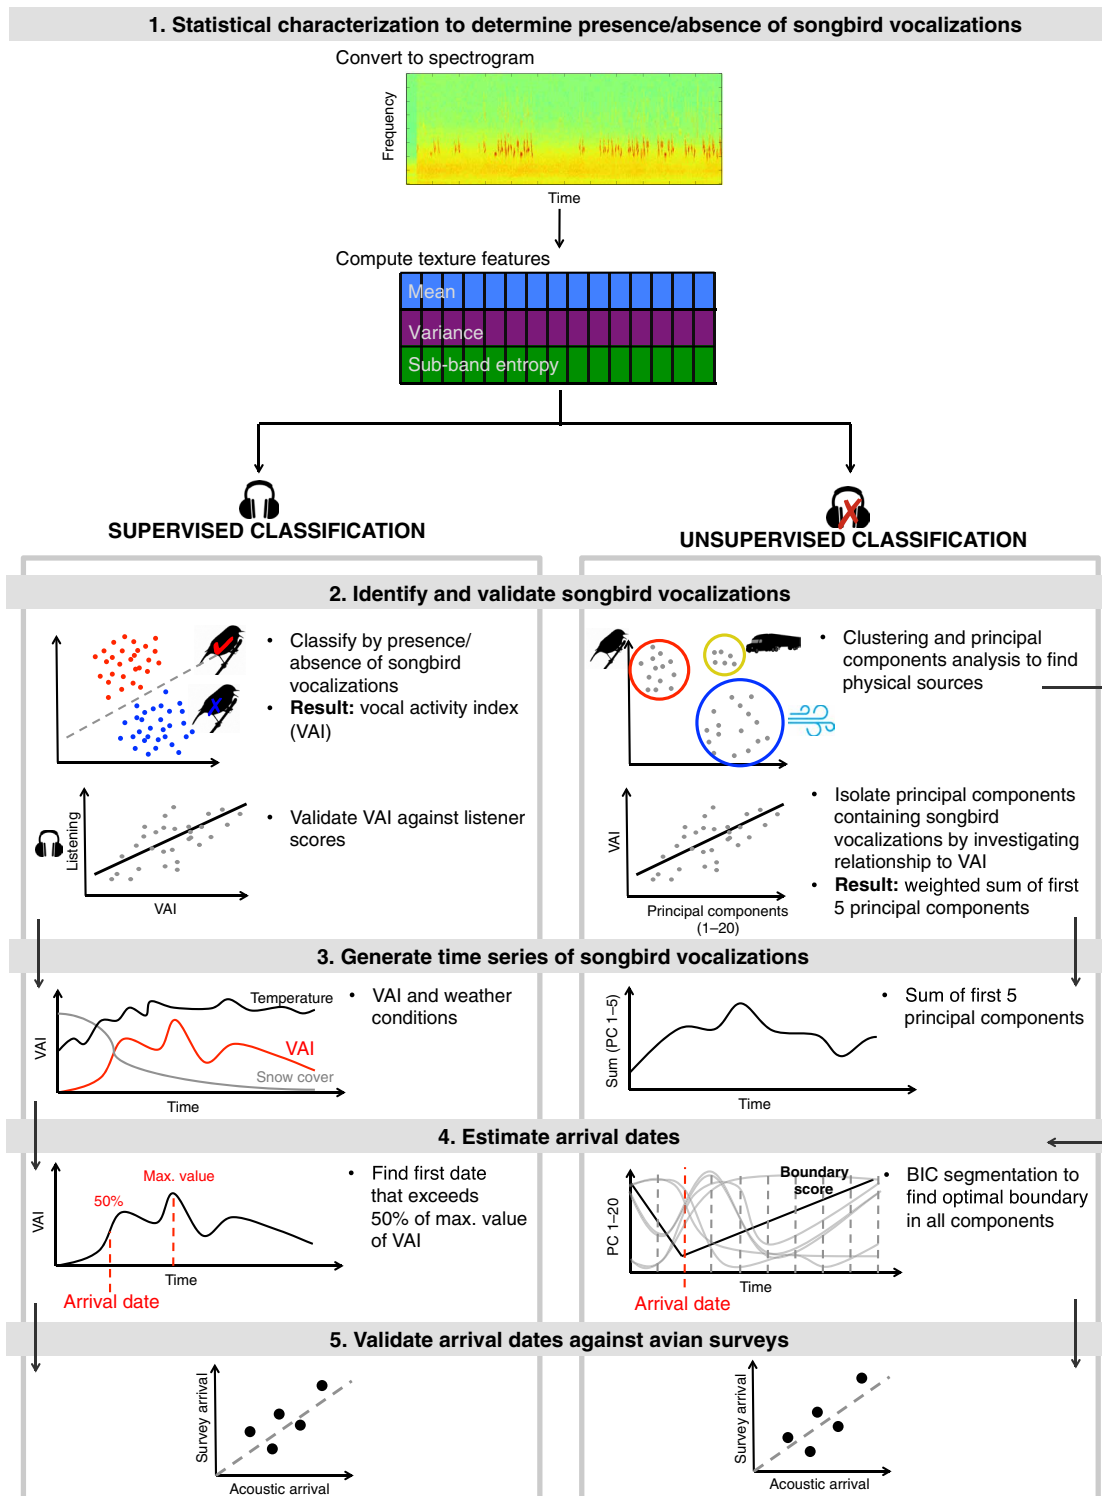 1. Statistical characterization to determine presence/absence of songbird vocalizations
Convert to spectrogram
Frequency
Time
Compute texture features
Mean
Variance
Sub-band entropy
SUPERVISED CLASSIFICATION
UNSUPERVISED CLASSIFICATION
2. Identify and validate songbird vocalizations
• Classify by presence/
absence of songbird
vocalizations
• Result: vocal activity index
(VAI)
Listening
VAI
• Validate VAI against listener
scores
• Clustering and principal
components analysis to find
physical sources
VAI
Principal components
(1–20)
• Isolate principal components
containing songbird
vocalizations by investigating
relationship to VAI
• Result: weighted sum of first
5 principal components
3. Generate time series of songbird vocalizations
VAI
Temperature
VAI
Snow cover
Time
• VAI and weather
conditions
Sum (PC 1–5)
Time
• Sum of first 5
principal components
4. Estimate arrival dates
VAI
50%
Max. value
Time
Arrival date
• Find first date
that exceeds
50% of max. value
of VAI
PC 1–20
Boundary
score
Time
Arrival date
• BIC segmentation to
find optimal boundary
in all components
5. Validate arrival dates against avian surveys
Survey arrival
Acoustic arrival
Survey arrival
Acoustic arrival